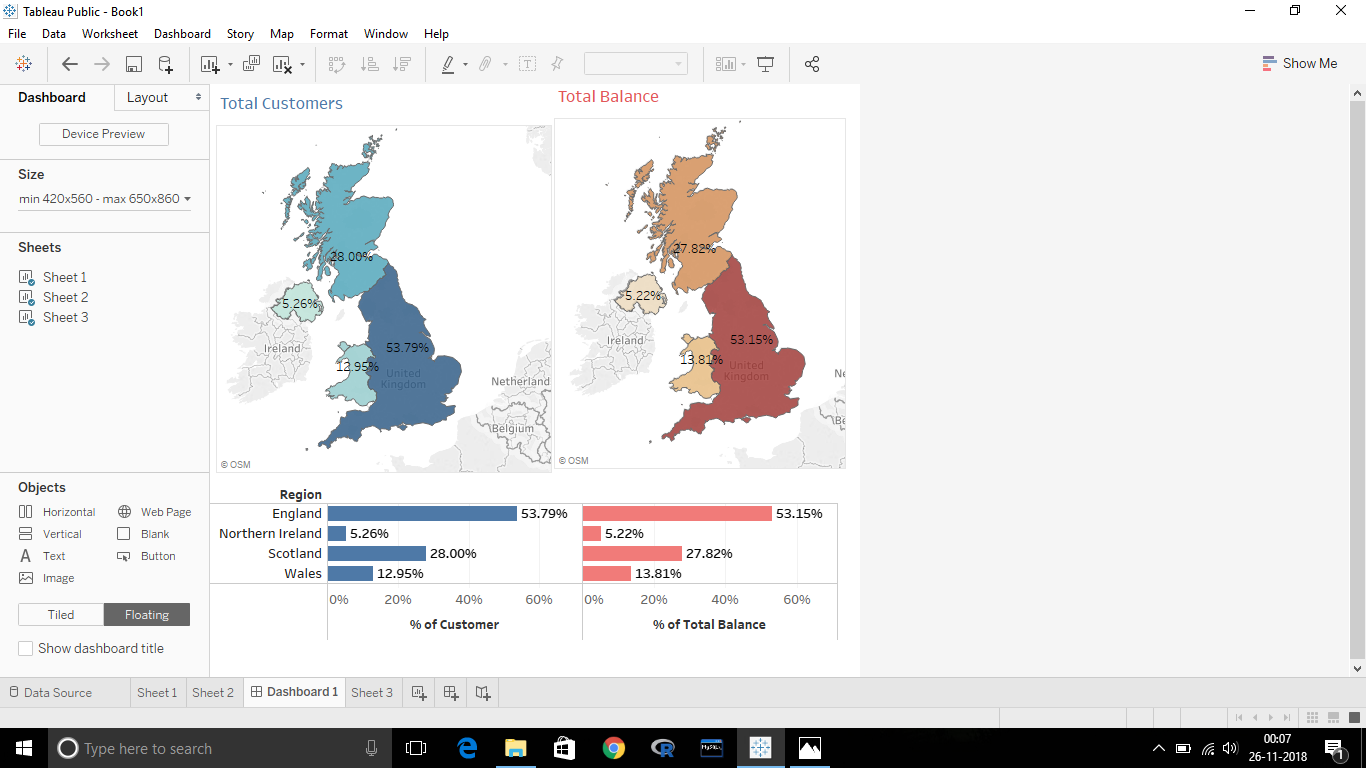 Tableau Public - Book1
File Data Worksheet Dashboard Story Map Format Window Help
Show Me
Dashboard Layout
Device Preview
Size
min 420x560 - max 650x860
Sheets
Sheet 1
Sheet 2
Sheet 3
Objects
Horizontal Web Page
Vertical Blank
Text Button
Image
Tiled Floating
Show dashboard title
Total Customers
28.00%
5.26%
Ireland
53.79%
12.95%
United
Kingdom
Netherland
Belgium
© OSM
Total Balance
27.82%
5.22%
Ireland
53.15%
13.81%
United
Kingdom
Ne
Be
© OSM
Region
England 53.79% 53.15%
Northern Ireland 5.26% 5.22%
Scotland 28.00% 27.82%
Wales 12.95% 13.81%
0% 20% 40% 60% 0% 20% 40% 60%
% of Customer % of Total Balance
Data Source Sheet 1 Sheet 2 Dashboard 1 Sheet 3
Type here to search
R
MySQL
00:07
26-11-2018
1